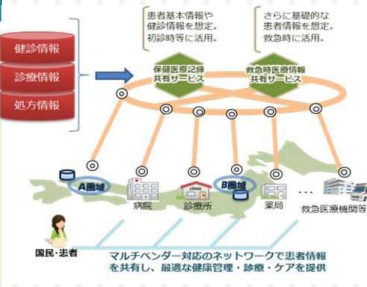 患者基本情報や
健診情報を想定。
初診時等に活用。
さらに基礎的な
患者情報を想定。
救急時に活用。
健診情報
診療情報
処方情報
保健医療記録
共有サービス
救急時医療情報
共有サービス
A圏域
病院
診療所
B圏域
薬局
…
救急医療機関等
国民・患者
マルチベンダー対応のネットワークで患者情報
を共有し、最適な健康管理・診療・ケアを提供